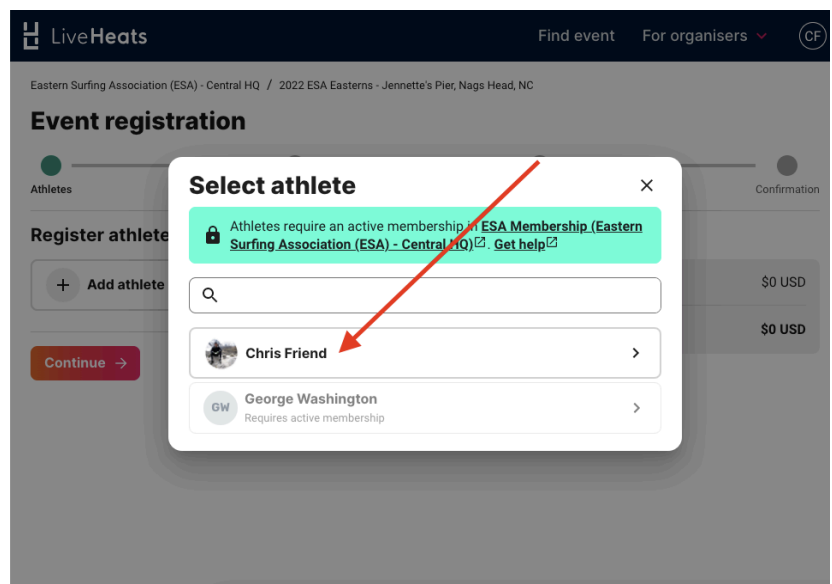 LiveHeats
Find event
For organisers
CF
Eastern Surfing Association (ESA) - Central HQ / 2022 ESA Easterns - Jennette's Pier, Nags Head, NC
Event registration
Athletes
Confirmation
Select athlete
Athletes require an active membership in ESA Membership (Eastern
Surfing Association (ESA) - Central HQ). Get help
Register athlete
+ Add athlete
$0 USD
$0 USD
Continue →
Chris Friend
GW
George Washington
Requires active membership